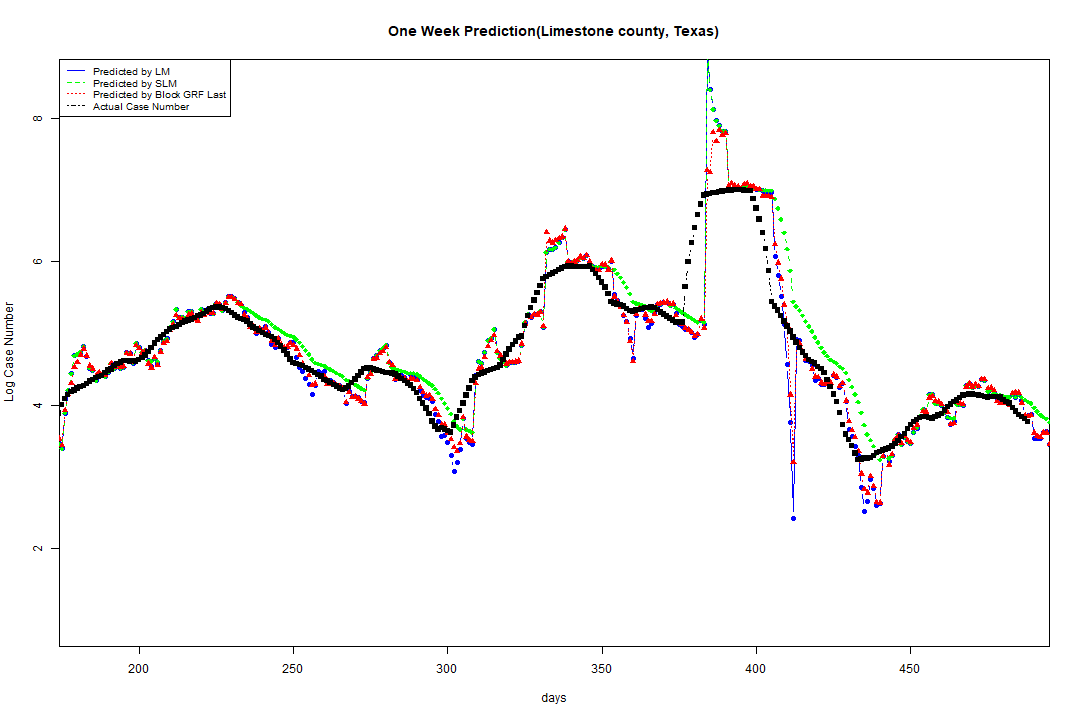 One Week Prediction(Limestone county, Texas)
Predicted by LM
Predicted by SLM
Predicted by Block GRF Last
Actual Case Number
8
6
4
2
Log Case Number
200 250 300 350 400 450
days